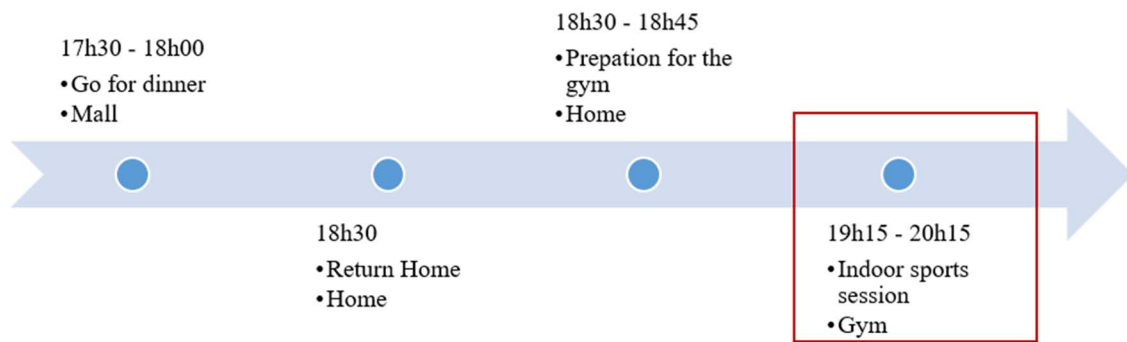 17h30 - 18h00
•Go for dinner
•Mall
18h30
•Return Home
•Home
18h30 - 18h45
•Prepation for the
gym
•Home
19h15 - 20h15
•Indoor sports
session
•Gym